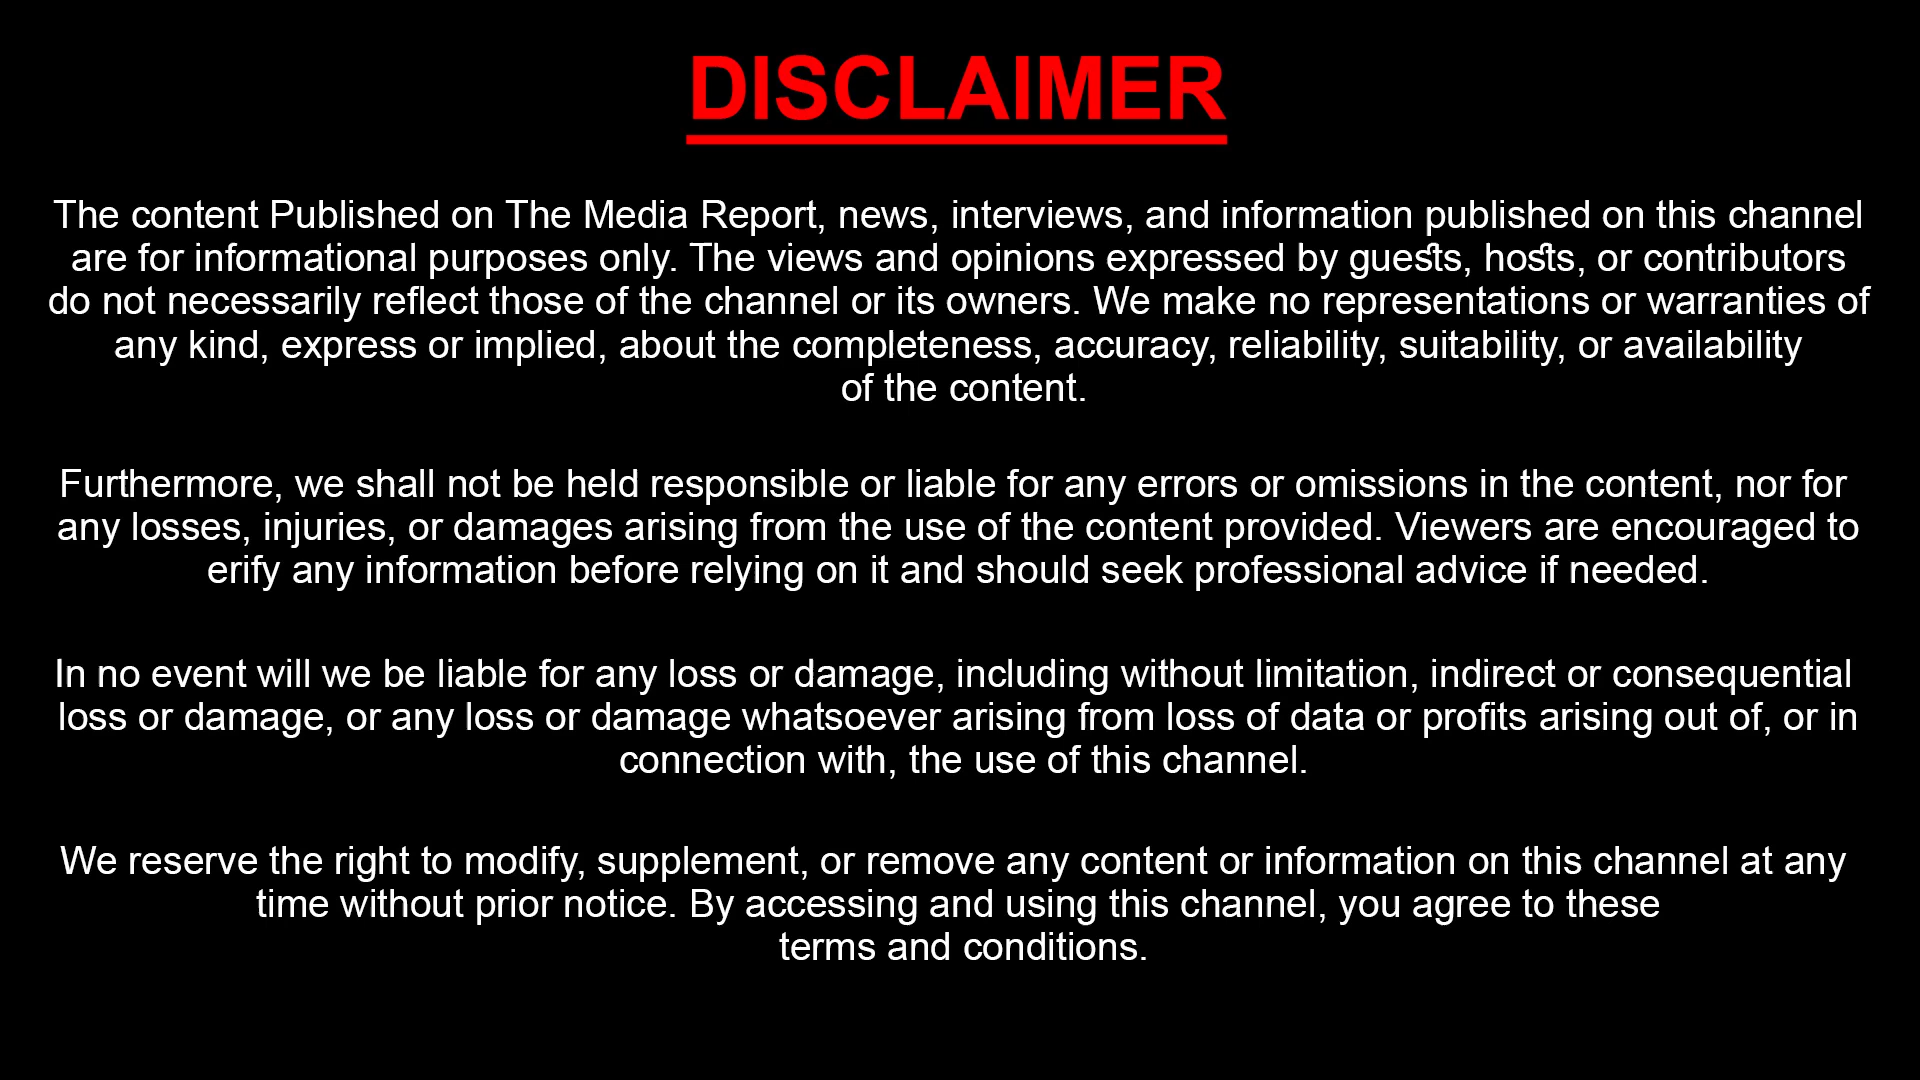 DISCLAIMER
The content Published on The Media Report, news, interviews, and information published on this channel
are for informational purposes only. The views and opinions expressed by guests, hosts, or contributors
do not necessarily reflect those of the channel or its owners. We make no representations or warranties of
any kind, express or implied, about the completeness, accuracy, reliability, suitability, or availability
of the content.
Furthermore, we shall not be held responsible or liable for any errors or omissions in the content, nor for
any losses, injuries, or damages arising from the use of the content provided. Viewers are encouraged to
erify any information before relying on it and should seek professional advice if needed.
In no event will we be liable for any loss or damage, including without limitation, indirect or consequential
loss or damage, or any loss or damage whatsoever arising from loss of data or profits arising out of, or in
connection with, the use of this channel.
We reserve the right to modify, supplement, or remove any content or information on this channel at any
time without prior notice. By accessing and using this channel, you agree to these
terms and conditions.